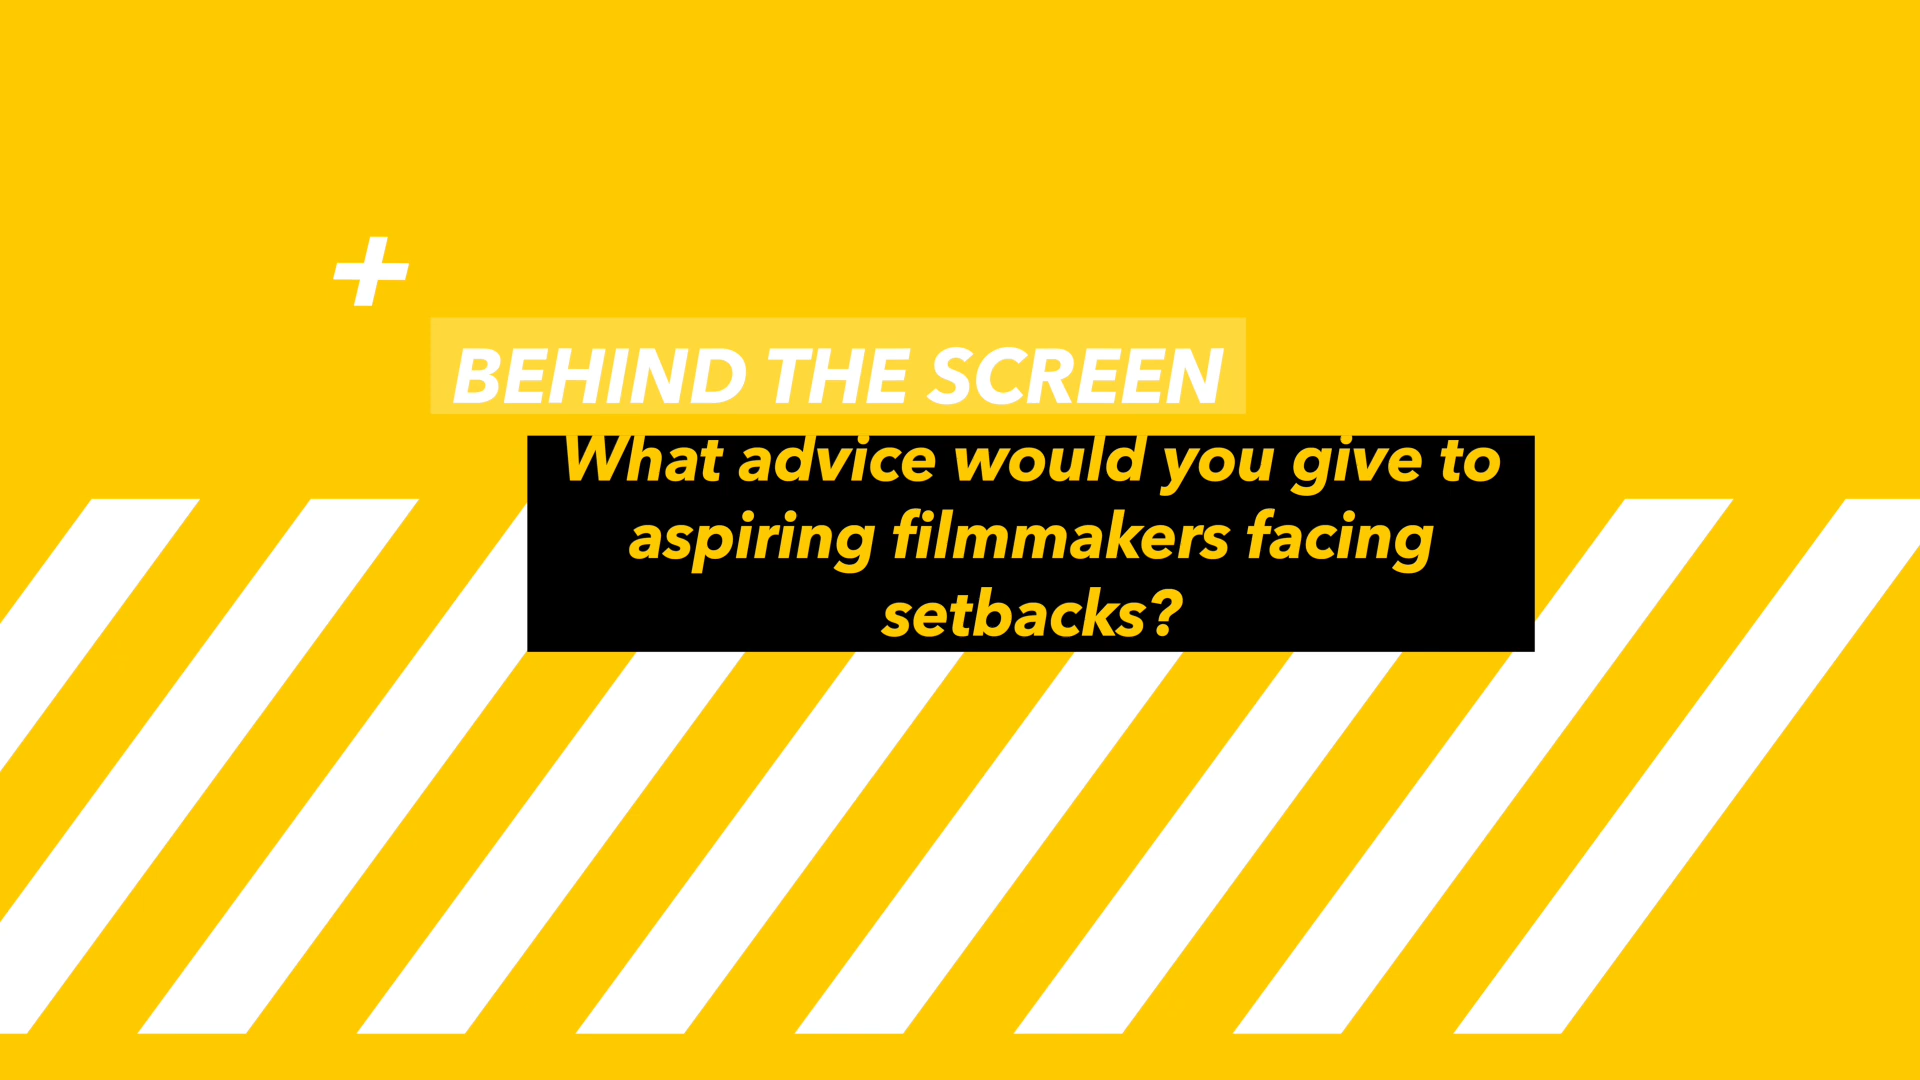 BEHIND THE SCREEN
What advice would you give to
aspiring filmmakers facing
setbacks?